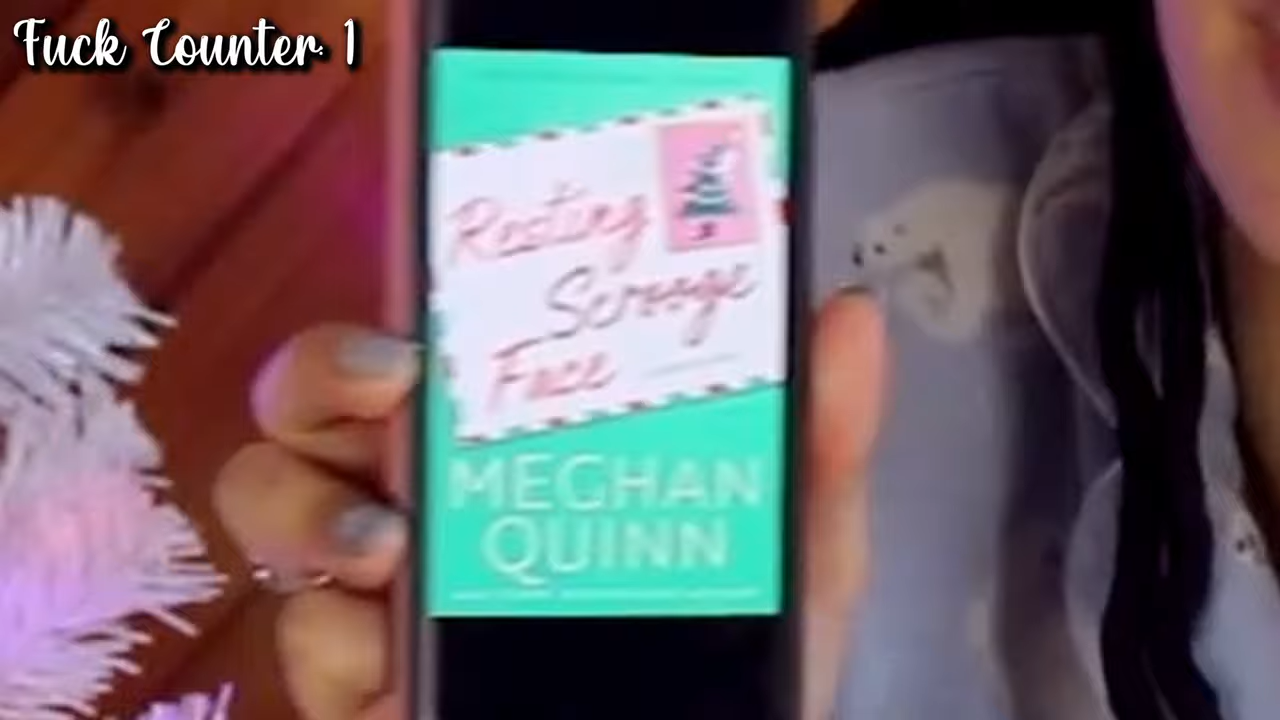 Fuck Counter: 1
Resting
Scrooge
Face
MEGHAN
QUINN